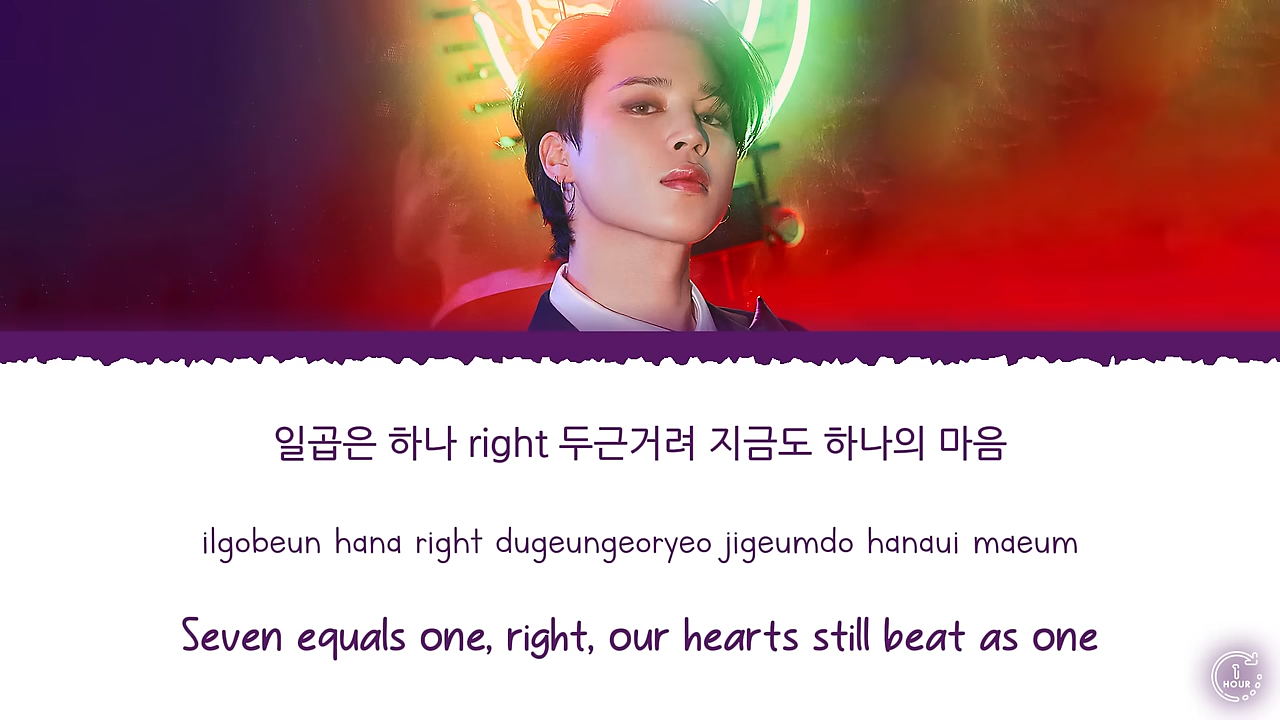 일곱은 하나 right 두근거려 지금도 하나의 마음
ilgobeun hana right dugeungeoryeo jigeumdo hanaui maeum
Seven equals one, right, our hearts still beat as one
1
HOUR